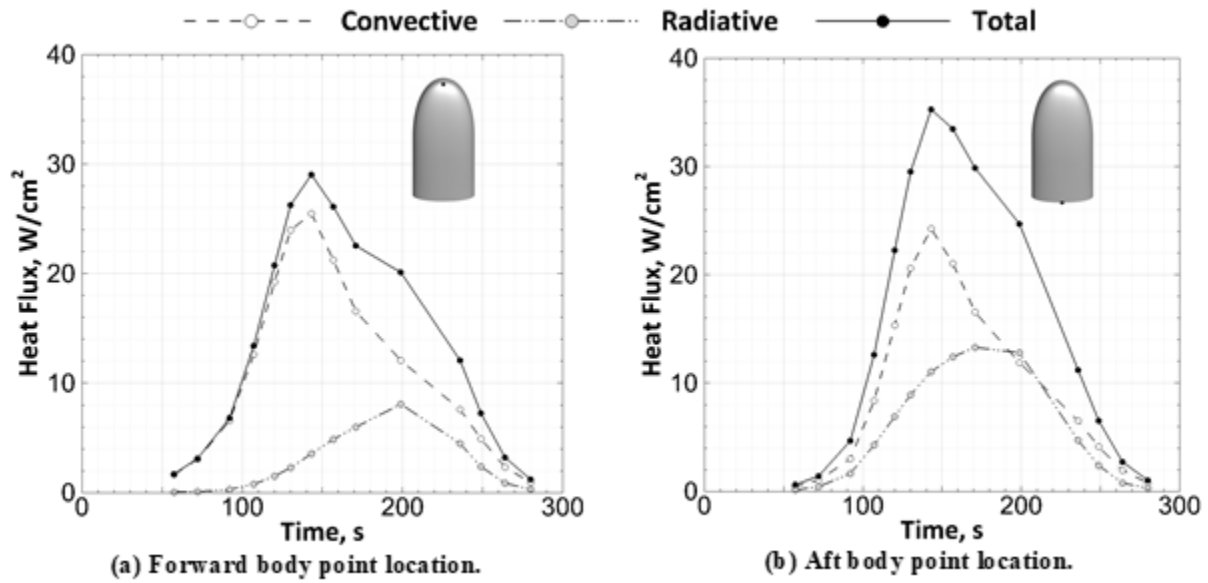 Convective Radiative Total
40
30
20
10
0
0 100 200 300
Heat Flux, W/cm²
Time, s
(a) Forward body point location.
40
30
20
10
0
0 100 200 300
Heat Flux, W/cm²
Time, s
(b) Aft body point location.